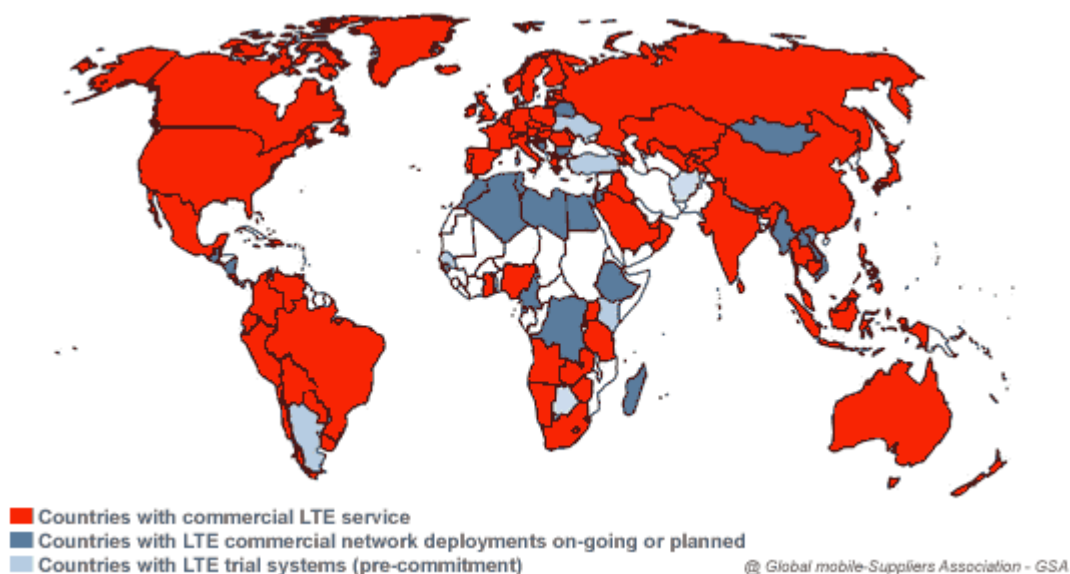 Countries with commercial LTE service
Countries with LTE commercial network deployments on-going or planned
Countries with LTE trial systems (pre-commitment)
@ Global mobile-Suppliers Association - GSA